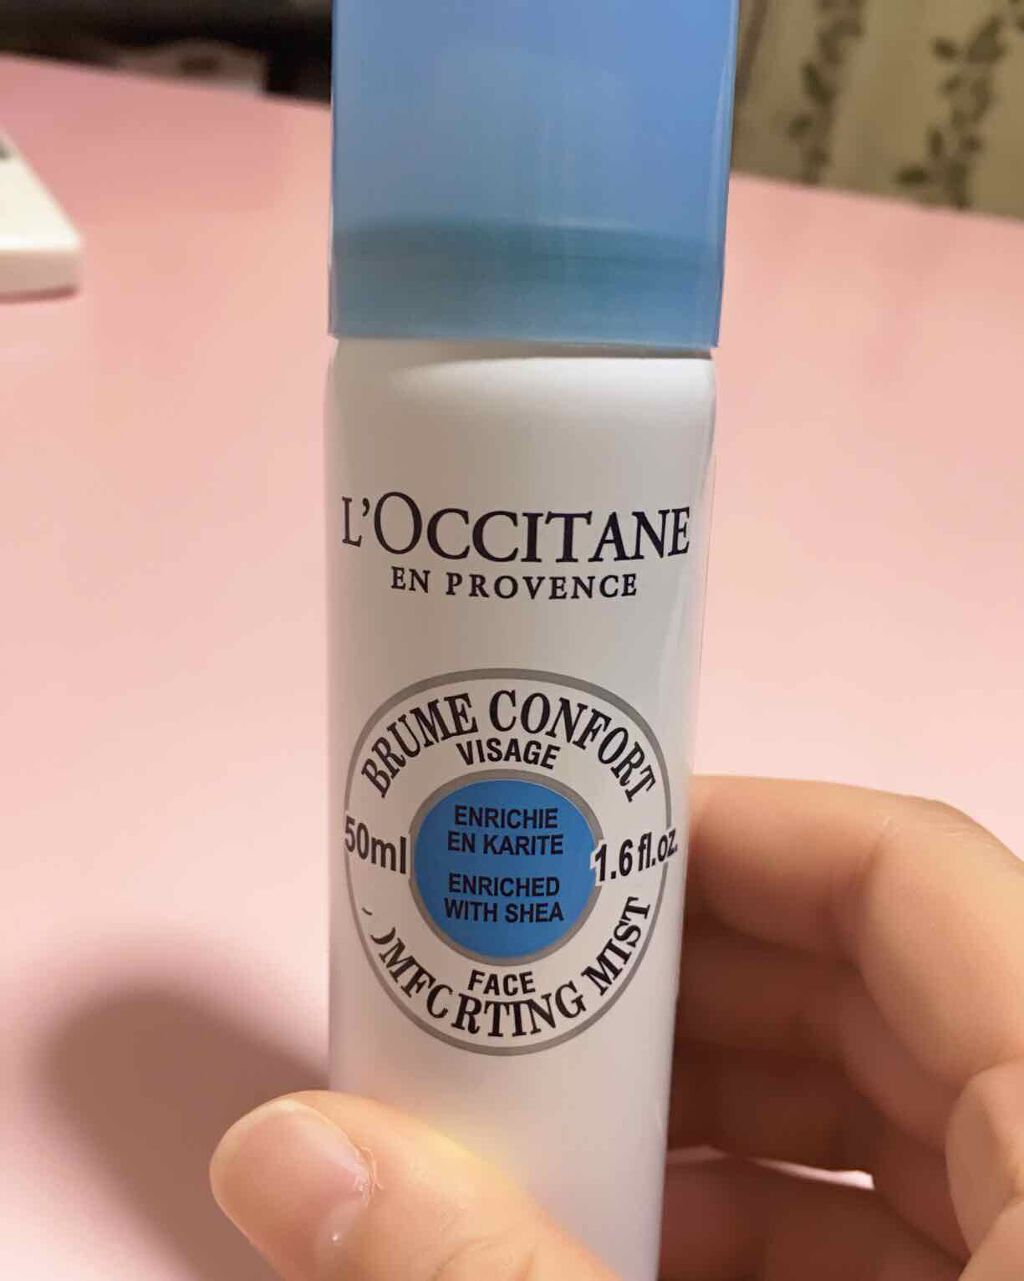 L'OCCITANE
EN PROVENCE
BRUME CONFORT
VISAGE
50ml
ENRICHIE
EN KARITE
ENRICHED
WITH SHEA
1.6 fl.oz.
FACE
COMFORTING MIST